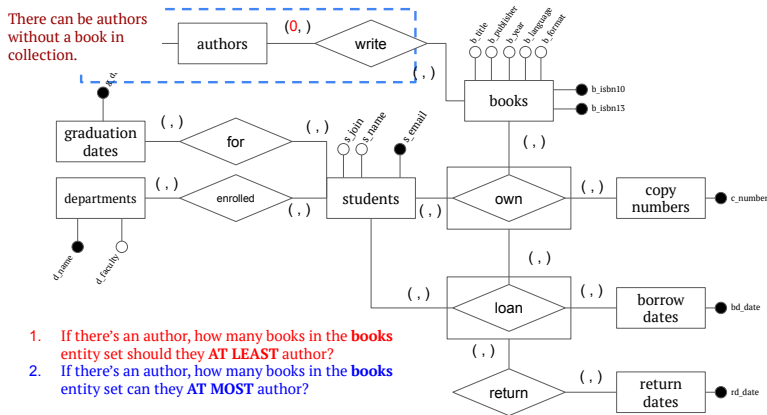 There can be authors
without a book in
collection.
authors
(0, )
write
( , )
b_title
b_publisher
b_year
b_language
b_format
books
b_isbn10
b_isbn13
( , )
graduation
dates
( , )
for
( , )
s_join
s_name
s_email
departments
( , )
enrolled
( , )
d_name
d_faculty
students
( , )
own
( , )
copy
numbers
c_number
( , )
( , )
loan
( , )
borrow
dates
bd_date
( , )
return
( , )
return
dates
rd_date
1. If there's an author, how many books in the books
entity set should they AT LEAST author?
2. If there's an author, how many books in the books
entity set can they AT MOST author?